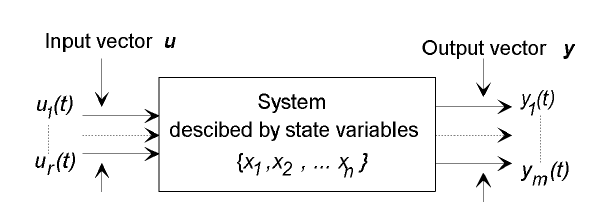 Input vector u
Output vector y
u1(t)
ur(t)
System
descibed by state variables
{x1 ,x2 , ... xn }
y1(t)
ym(t)